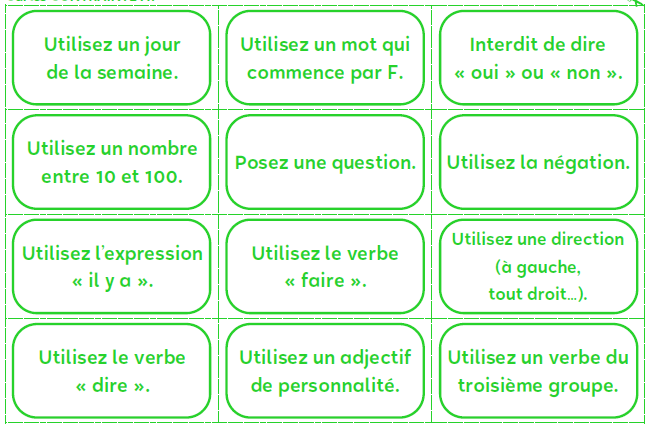 Utilisez un jour
de la semaine.
Utilisez un mot qui
commence par F.
Interdit de dire
« oui » ou « non ».
Utilisez un nombre
entre 10 et 100.
Posez une question.
Utilisez la négation.
Utilisez l'expression
« il y a ».
Utilisez le verbe
« faire ».
Utilisez une direction
(à gauche,
tout droit…).
Utilisez le verbe
« dire ».
Utilisez un adjectif
de personnalité.
Utilisez un verbe du
troisième groupe.